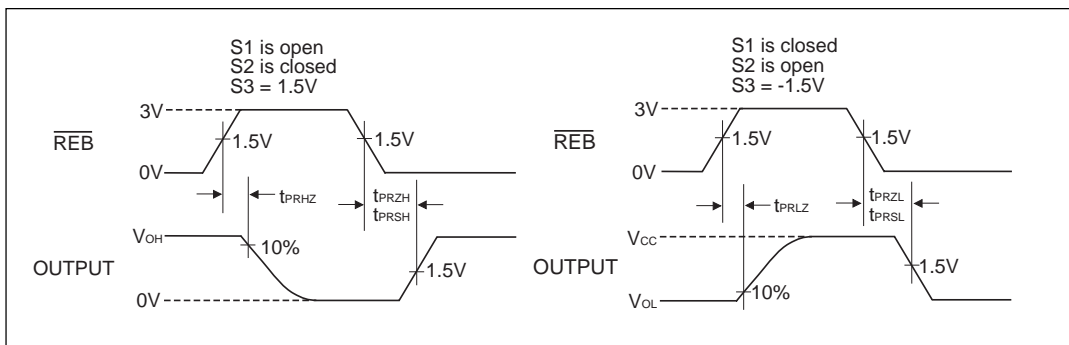 S1 is open
S2 is closed
S3 = 1.5V
3V
REB
1.5V
1.5V
0V
tPRHZ
tPRZH
tPRSH
VOH
10%
OUTPUT
1.5V
0V
S1 is closed
S2 is open
S3 = -1.5V
3V
REB
1.5V
1.5V
0V
tPRLZ
tPRZL
tPRSL
VCC
OUTPUT
1.5V
10%
VOL